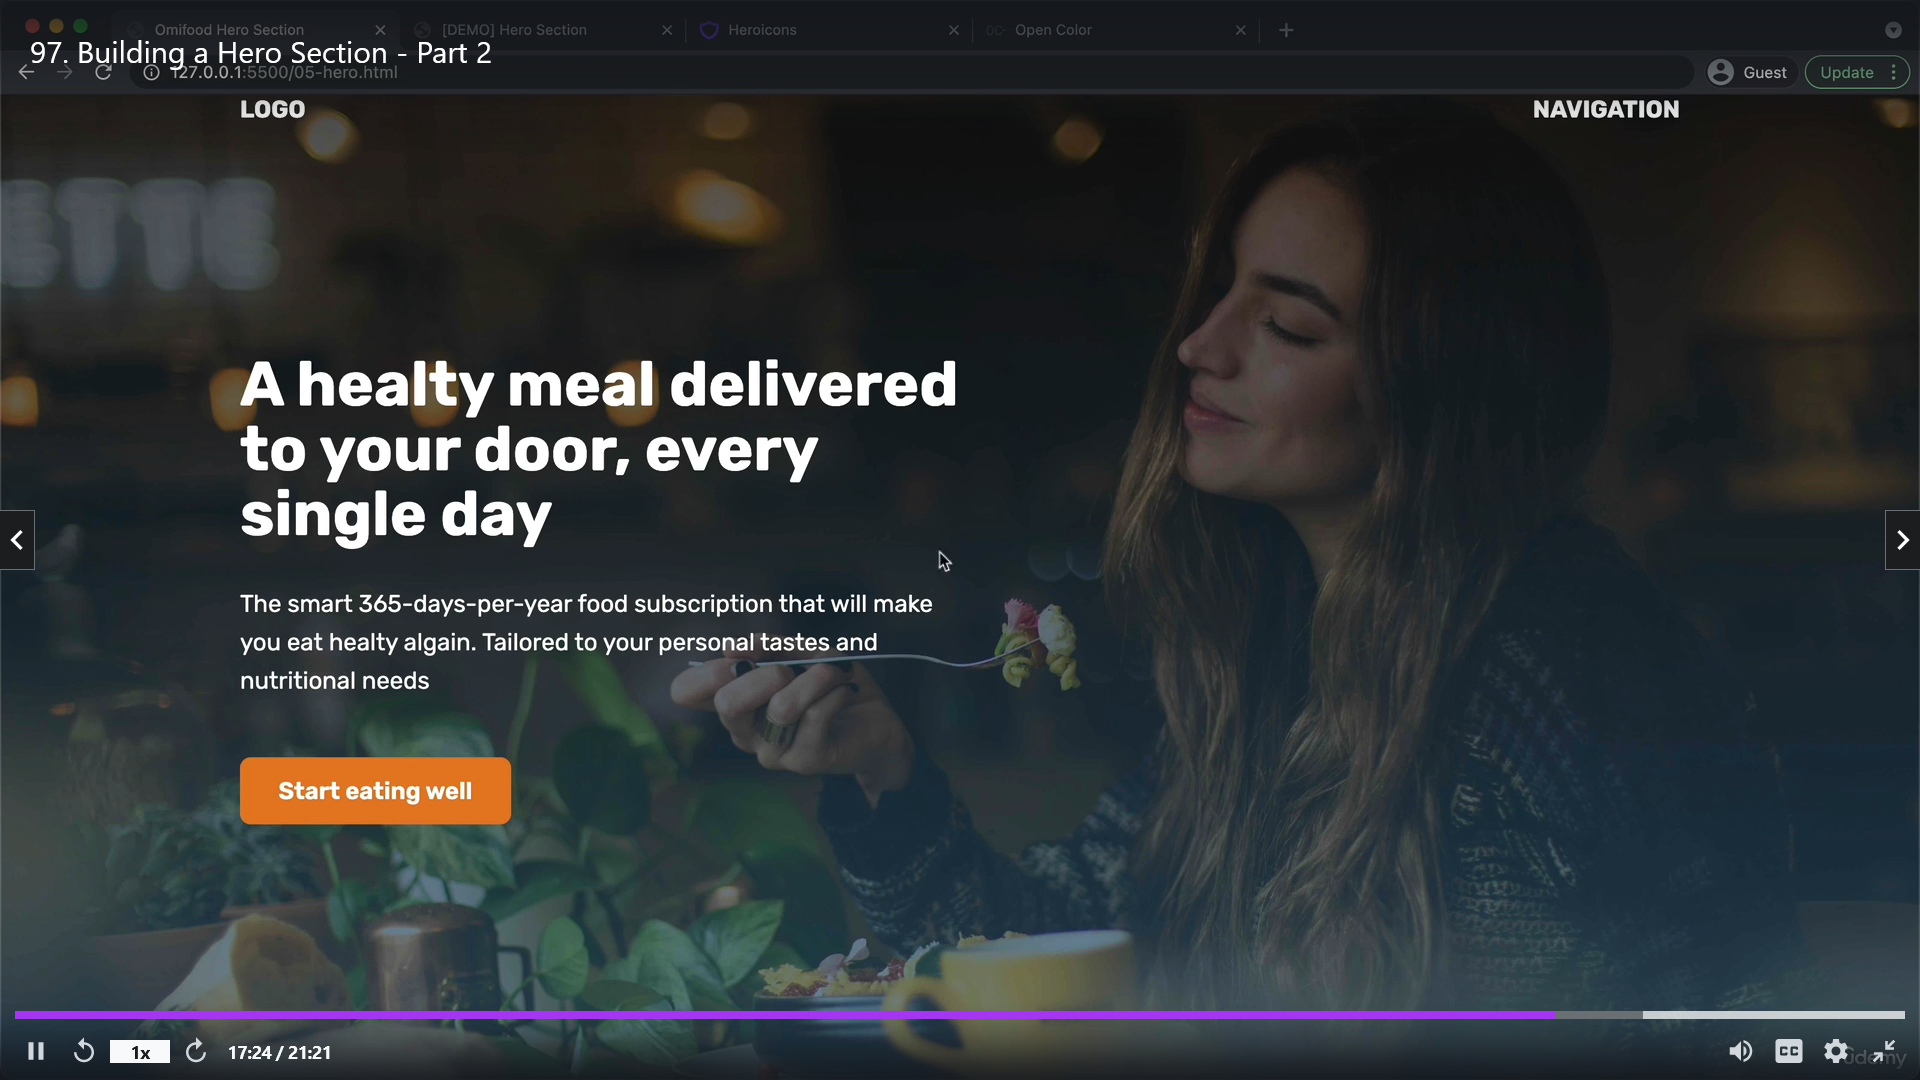 Omifood Hero Section
[DEMO] Hero Section
Heroicons
Open Color
97. Building a Hero Section - Part 2
127.0.0.1:5500/05-hero.html
Guest
Update
LOGO
NAVIGATION
ETTE
A healty meal delivered
to your door, every
single day
The smart 365-days-per-year food subscription that will make
you eat healty algain. Tailored to your personal tastes and
nutritional needs
Start eating well
1x
17:24 / 21:21
CC
ûdemy